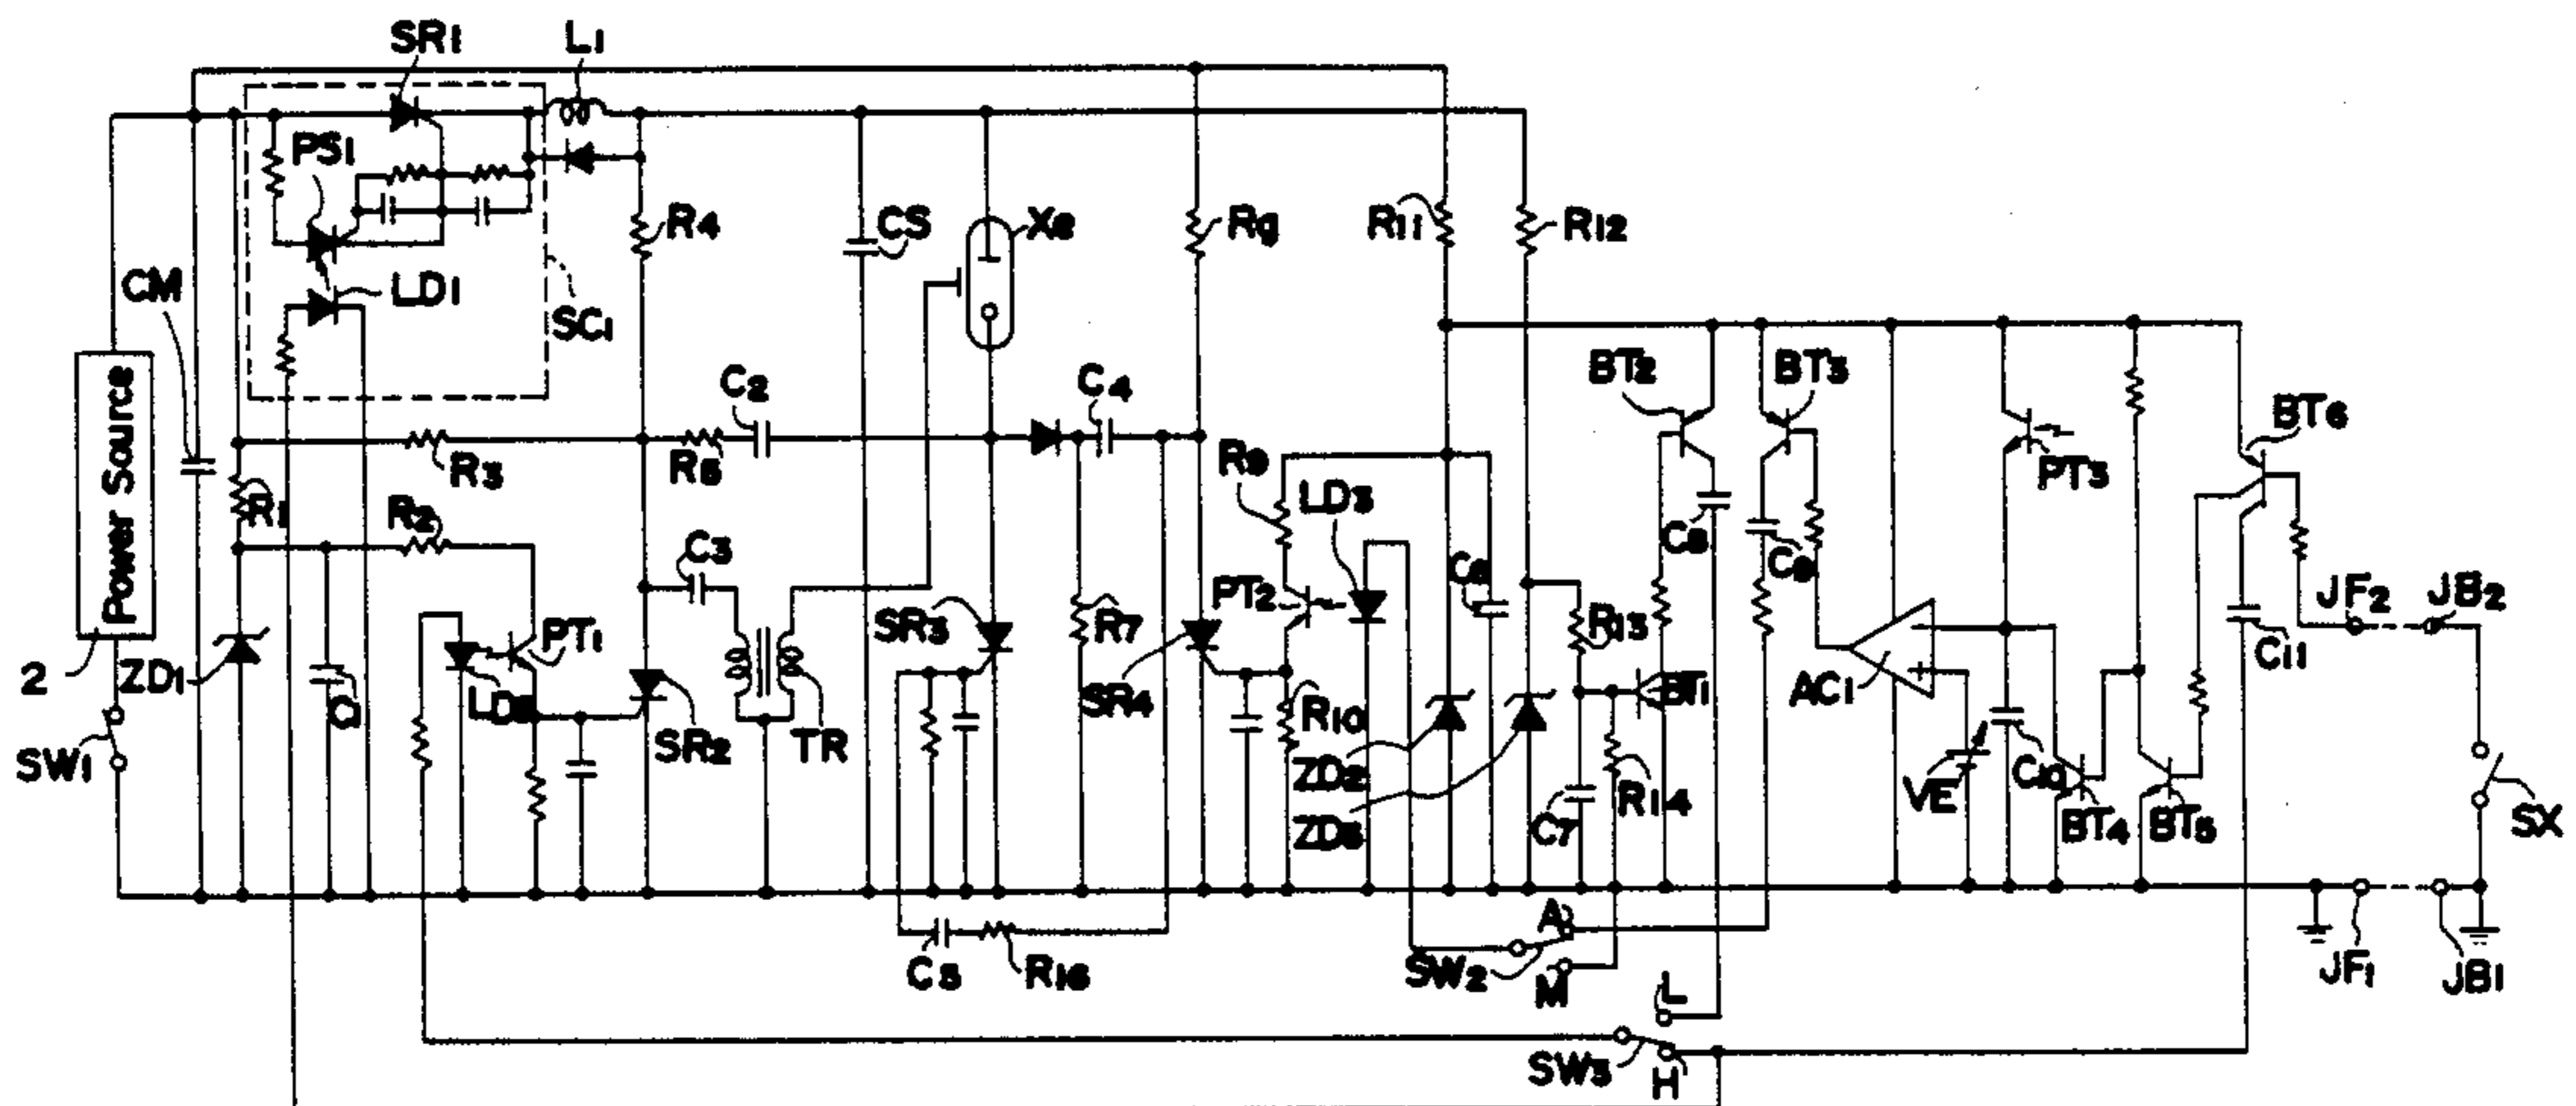 SR1
L1
PS1
R4
CS
Xe
Rg
R11
R12
CM
LD1
SC1
BT2
BT3
C2
C4
BT6
Power Source
R3
R5
R9
LD3
PT3
R1
R2
C3
C8
C9
C6
PT2
JF2
JB2
SR3
R7
R13
2
ZD1
PT1
C11
C1
LD2
SR4
BT1
AC1
SW1
SR2
TR
R10
ZD2
VE
C10
R14
ZD3
C7
BT4
BT5
SX
A
C5
R16
SW2
M
L
JF1
JB1
SW3
H